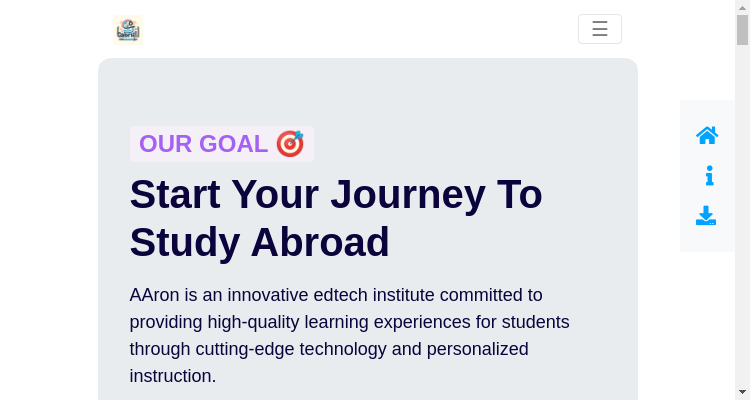 OUR GOAL 🎯
Start Your Journey To
Study Abroad
AAron is an innovative edtech institute committed to
providing high-quality learning experiences for students
through cutting-edge technology and personalized
instruction.